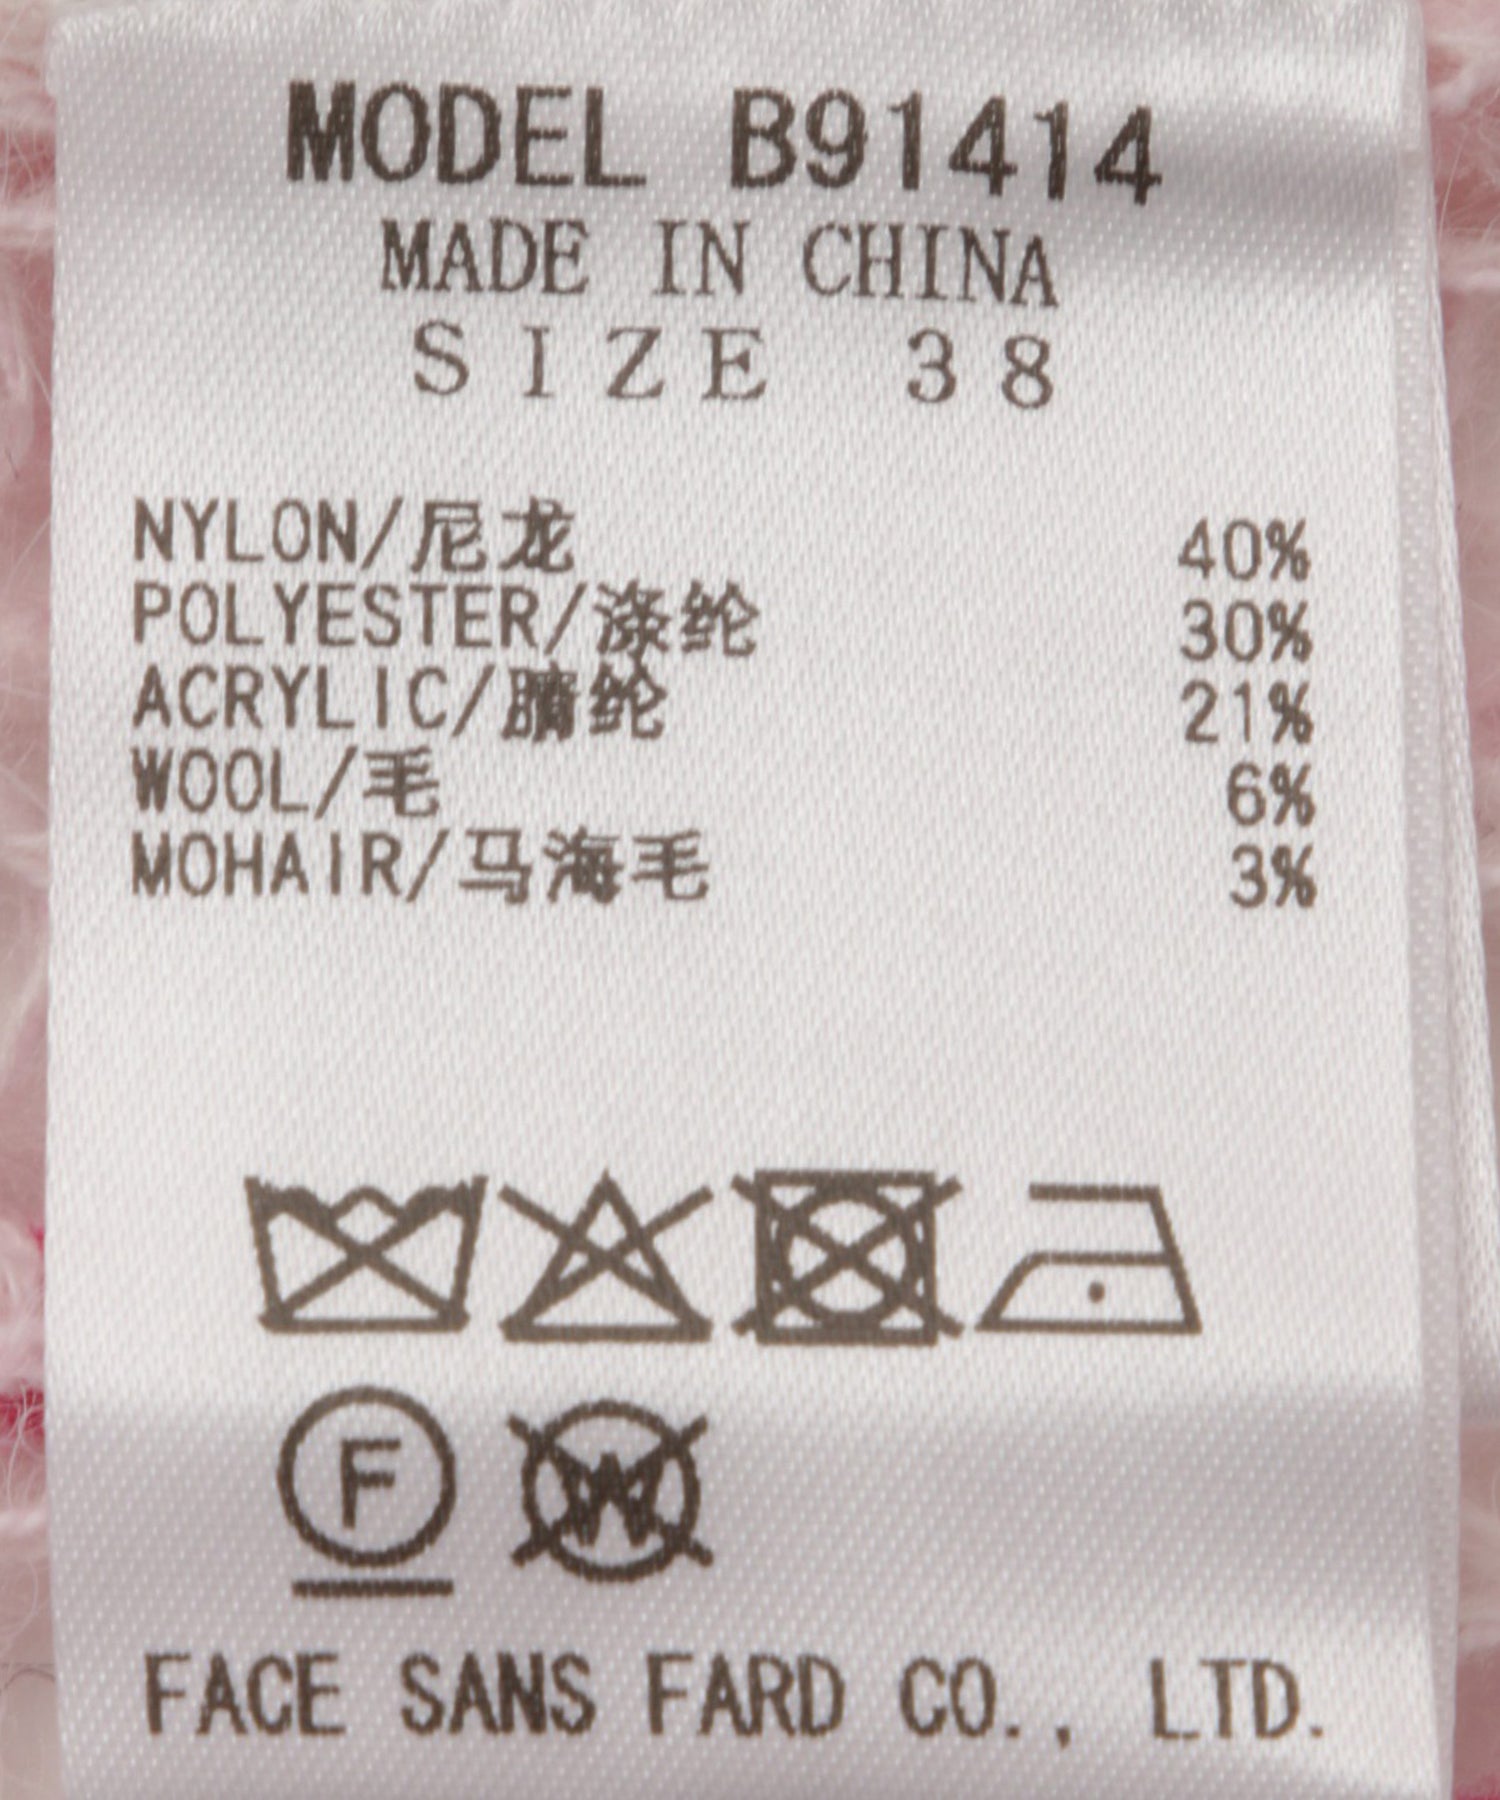 MODEL B91414
MADE IN CHINA
SIZE 38
NYLON/尼龙 40%
POLYESTER/涤纶 30%
ACRYLIC/腈纶 21%
WOOL/毛 6%
MOHAIR/马海毛 3%
F W
FACE SANS FARD CO., LTD.